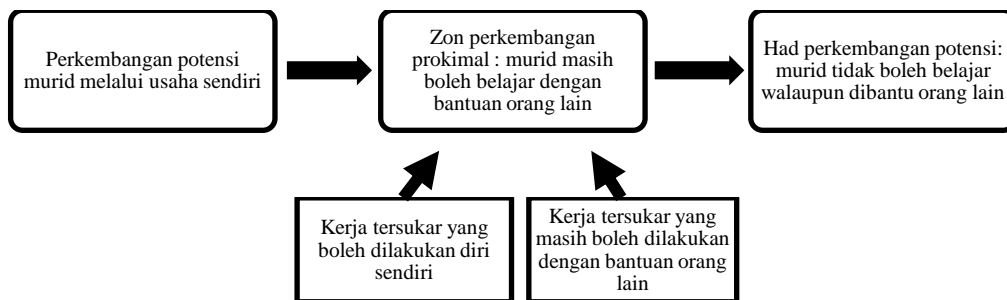 Perkembangan potensi
murid melalui usaha sendiri
Zon perkembangan
prokimal : murid masih
boleh belajar dengan
bantuan orang lain
Had perkembangan potensi:
murid tidak boleh belajar
walaupun dibantu orang lain
Kerja tersukar yang
boleh dilakukan diri
sendiri
Kerja tersukar yang
masih boleh dilakukan
dengan bantuan orang
lain